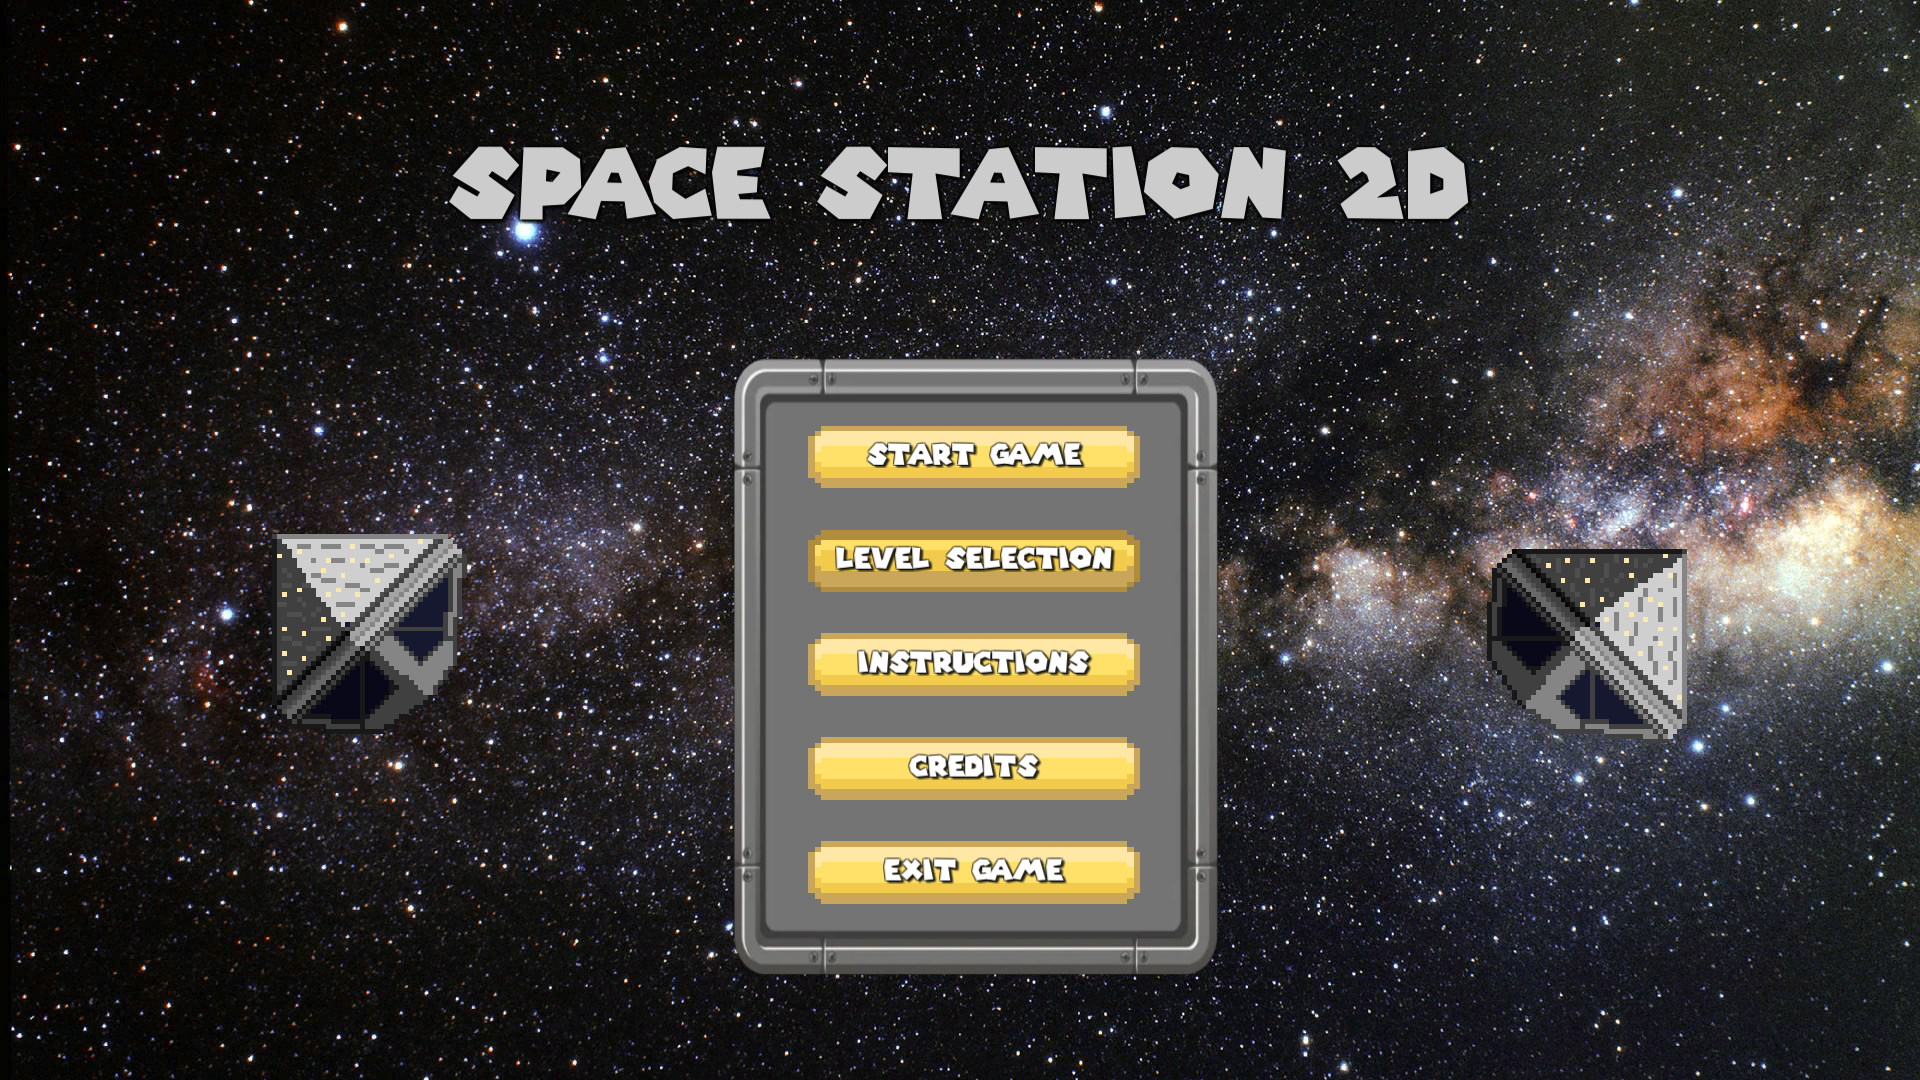 SPACE STATION 2D
START GAME
LEVEL SELECTION
INSTRUCTIONS
CREDITS
EXIT GAME